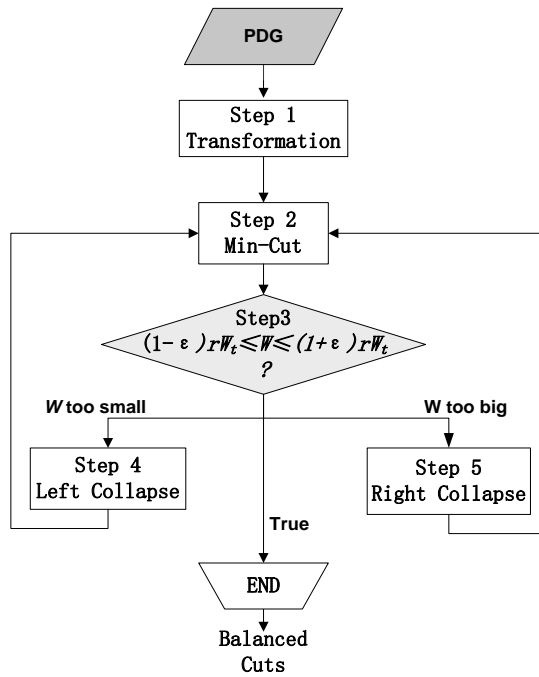 PDG
Step 1
Transformation
Step 2
Min-Cut
Step3
(1-ε)rWₜ≤W≤(1+ε)rWₜ
?
W too small
W too big
Step 4
Left Collapse
Step 5
Right Collapse
True
END
Balanced
Cuts